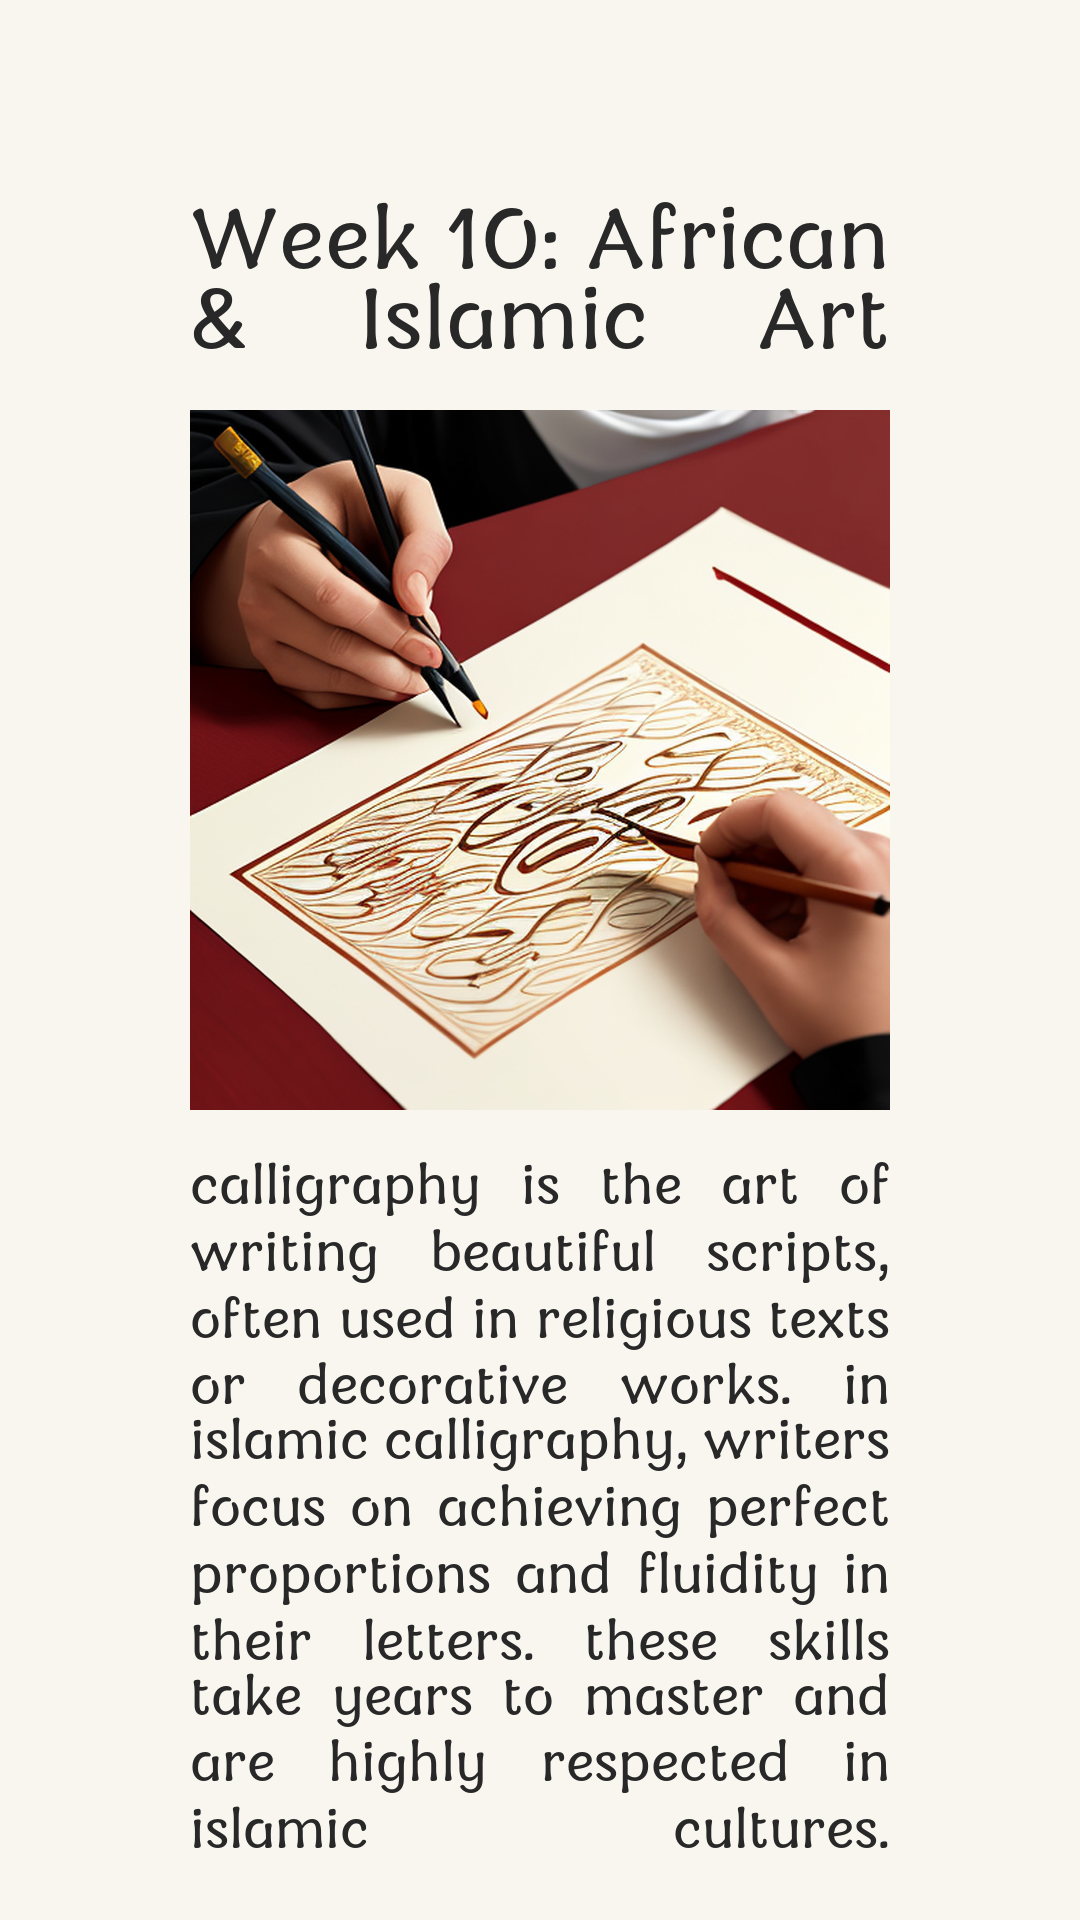 Week 10: African
& Islamic Art
calligraphy is the art of
writing beautiful scripts,
often used in religious texts
or decorative works. in
islamic calligraphy, writers
focus on achieving perfect
proportions and fluidity in
their letters. these skills
take years to master and
are highly respected in
islamic cultures.